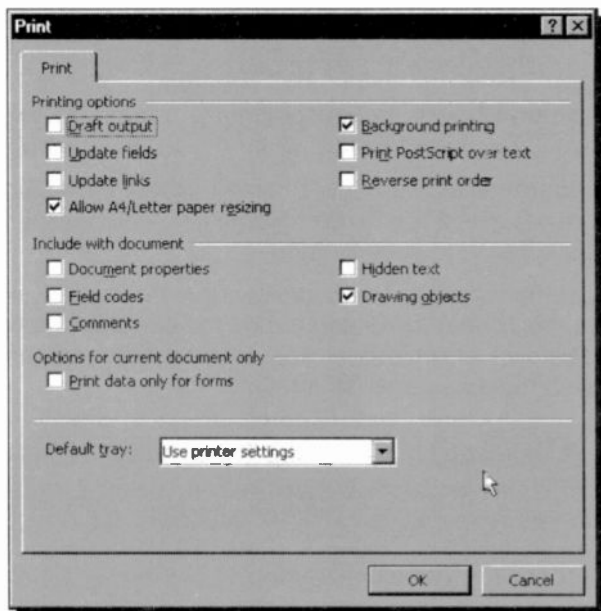 Print
Print
Printing options
Draft output
Background printing
Update fields
Print PostScript over text
Update links
Reverse print order
Allow A4/Letter paper resizing
Include with document
Document properties
Hidden text
Field codes
Drawing objects
Comments
Options for current document only
Print data only for forms
Default tray:
Use printer settings
OK
Cancel